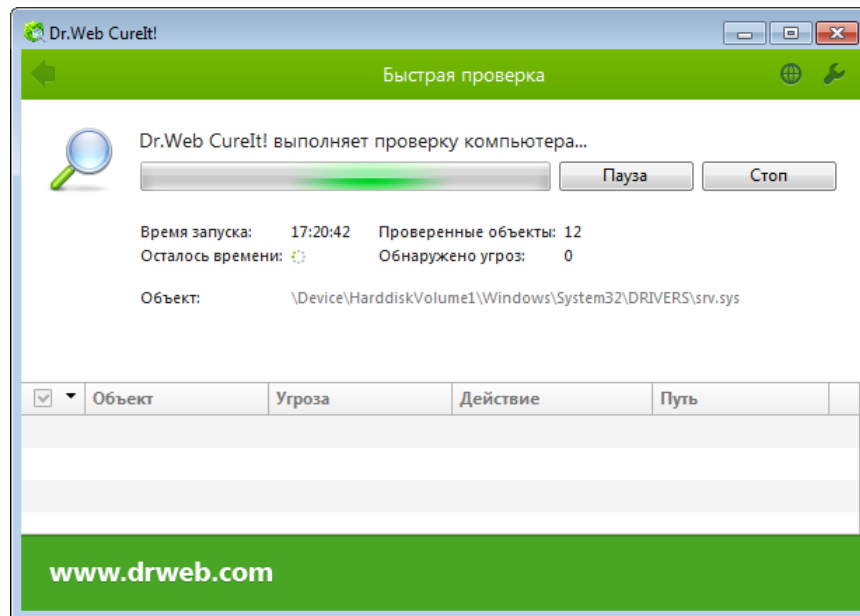 Dr.Web CureIt!
Быстрая проверка
Dr.Web CureIt! выполняет проверку компьютера...
Пауза Стоп
Время запуска: 17:20:42 Проверенные объекты: 12
Осталось времени: Обнаружено угроз: 0
Объект: \Device\HarddiskVolume1\Windows\System32\DRIVERS\srv.sys
Объект Угроза Действие Путь
www.drweb.com